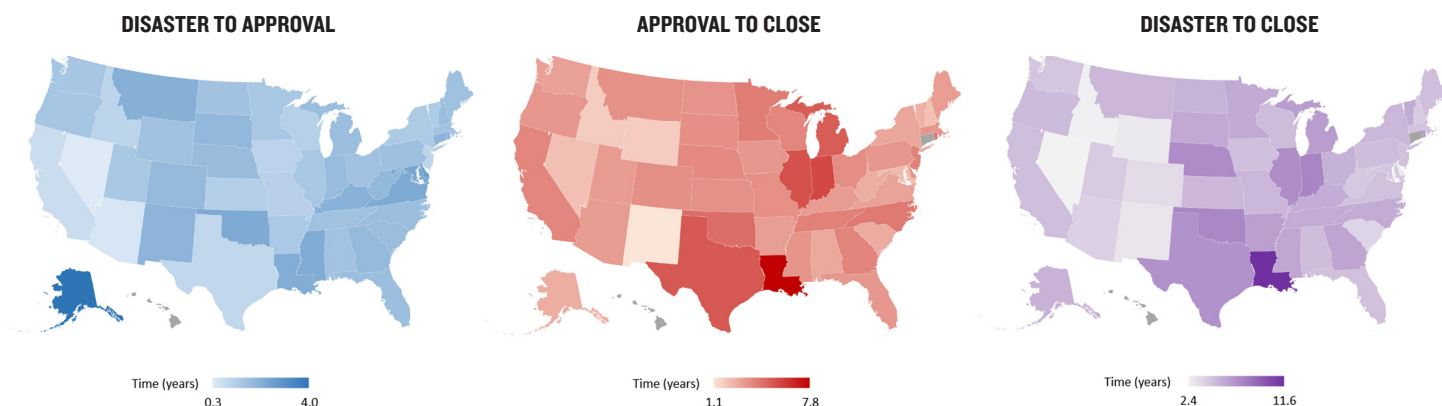 DISASTER TO APPROVAL
APPROVAL TO CLOSE
DISASTER TO CLOSE
Time (years)
0.3
4.0
Time (years)
1.1
7.8
Time (years)
2.4
11.6